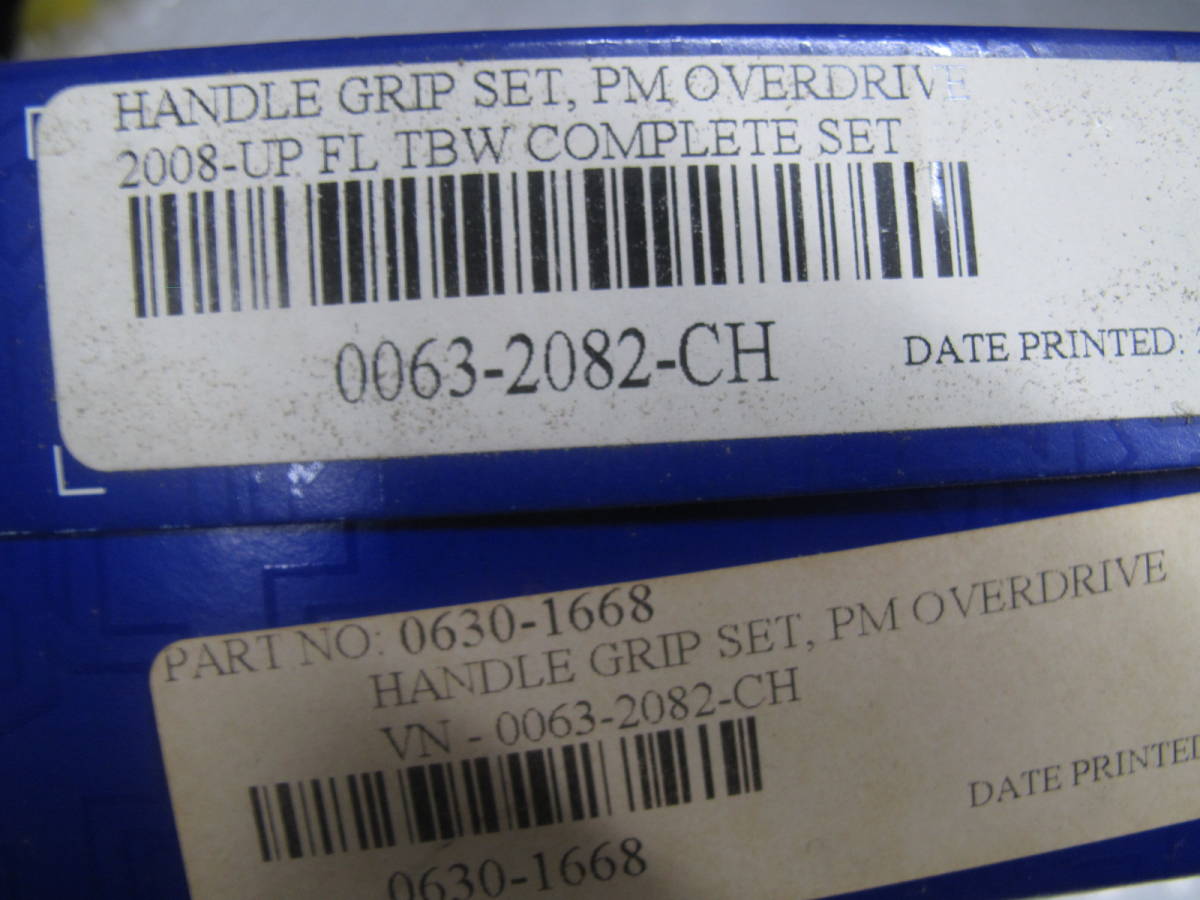 HANDLE GRIP SET, PM OVERDRIVE
2008-UP FL TBW COMPLETE SET
0063-2082-CH
DATE PRINTED:
PART NO: 0630-1668
HANDLE GRIP SET, PM OVERDRIVE
VN - 0063-2082-CH
DATE PRINTED
0630-1668